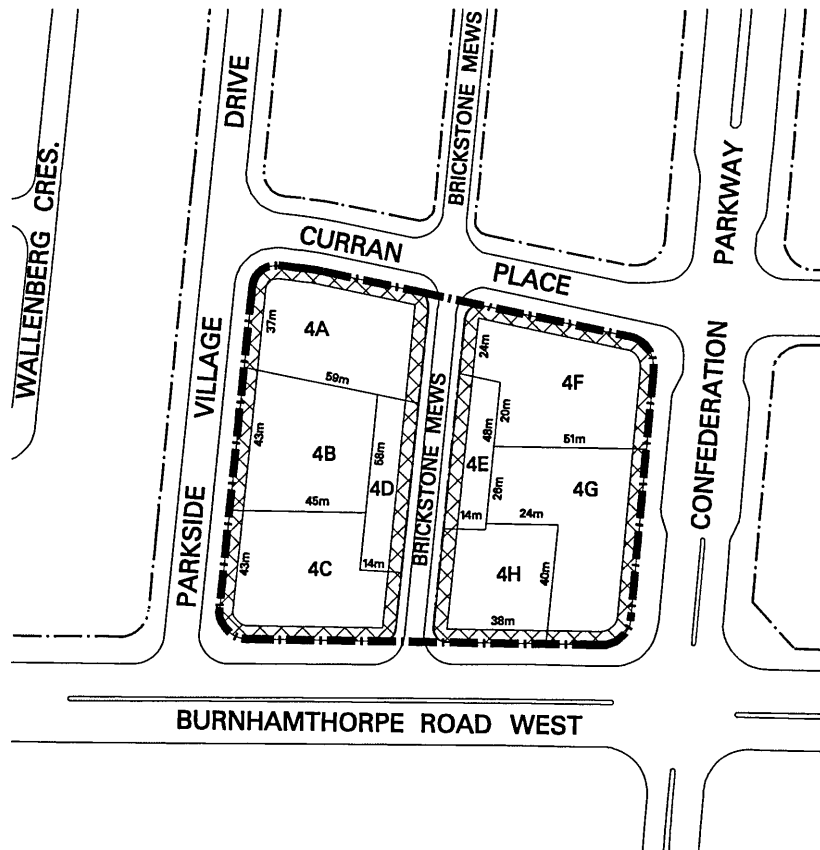 WALLENBERG CRES.
PARKSIDE VILLAGE DRIVE
BRICKSTONE MEWS
CURRAN PLACE
CONFEDERATION PARKWAY
4A
37m
59m
4B
43m
58m
4D
45m
4C
43m
14m
BRICKSTONE MEWS
24m
4F
20m
48m
51m
4E
26m
4G
14m
24m
4H
40m
38m
BURNHAMTHORPE ROAD WEST